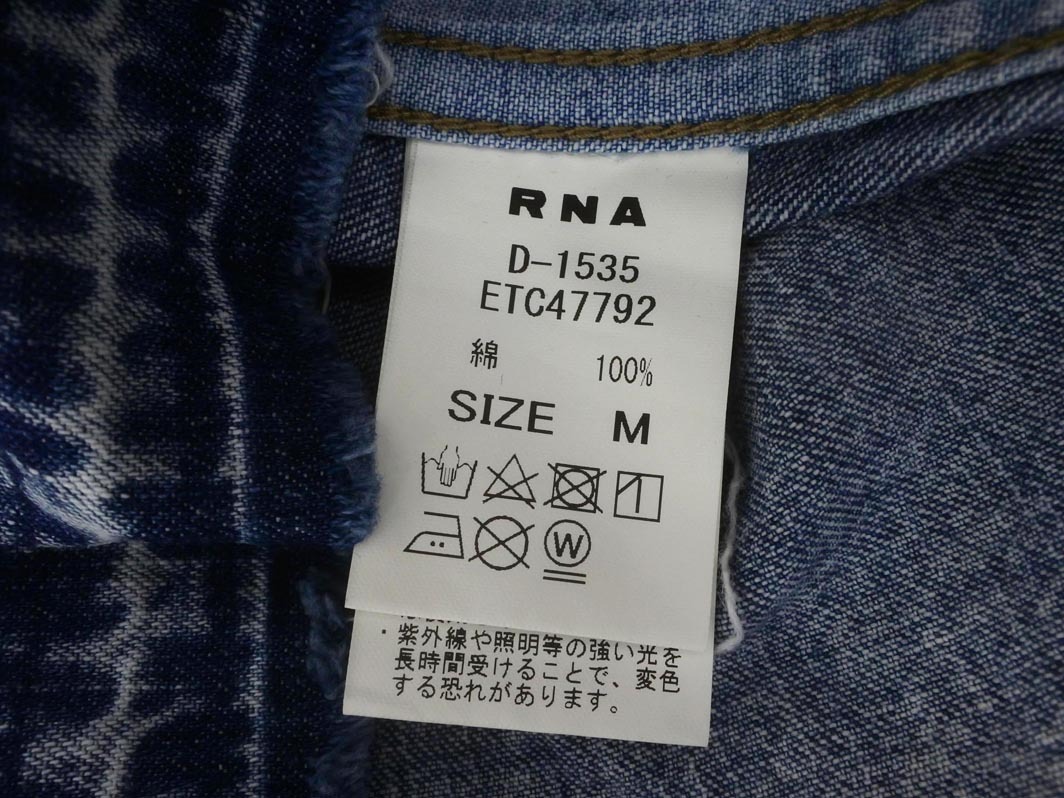 RNA
D-1535
ETC47792
綿 100%
SIZE M
W
・紫外線や照明等の強い光を
長時間受けることで、変色
する恐れがあります。